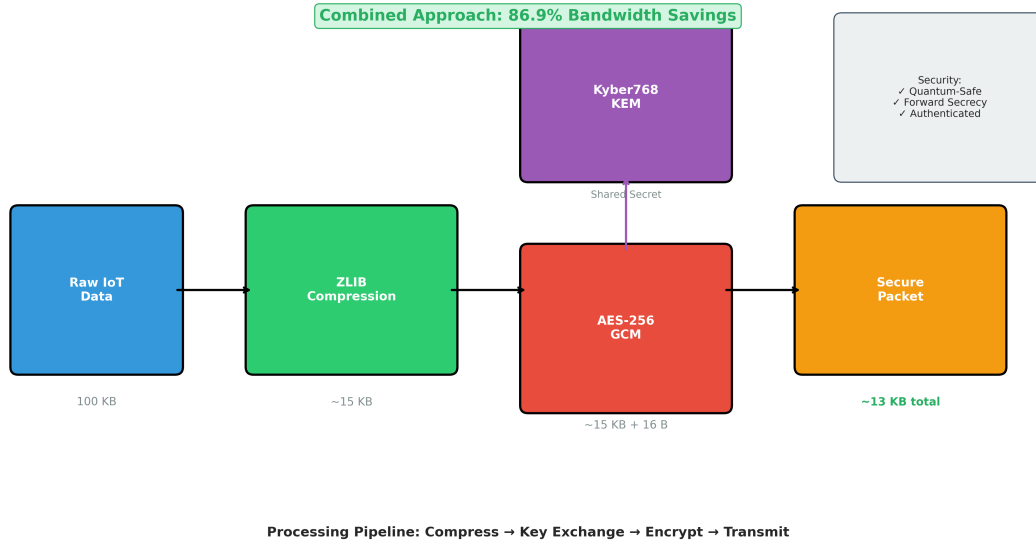 Combined Approach: 86.9% Bandwidth Savings
Kyber768
KEM
Security:
✓ Quantum-Safe
✓ Forward Secrecy
✓ Authenticated
Shared Secret
Raw IoT
Data
ZLIB
Compression
AES-256
GCM
Secure
Packet
100 KB
~15 KB
~15 KB + 16 B
~13 KB total
Processing Pipeline: Compress → Key Exchange → Encrypt → Transmit